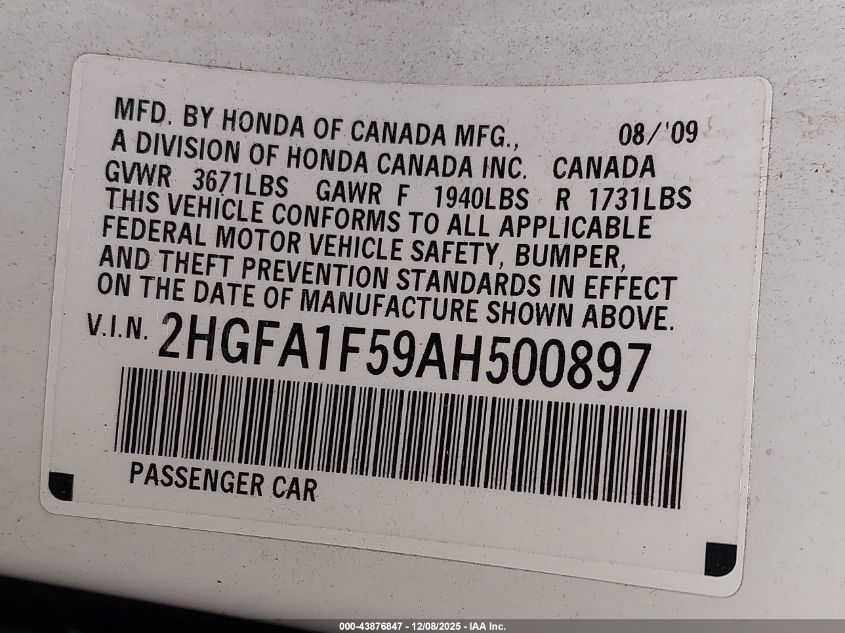 MFD. BY HONDA OF CANADA MFG., 08/'09
A DIVISION OF HONDA CANADA INC. CANADA
GVWR 3671LBS GAWR F 1940LBS R 1731LBS
THIS VEHICLE CONFORMS TO ALL APPLICABLE
FEDERAL MOTOR VEHICLE SAFETY, BUMPER,
AND THEFT PREVENTION STANDARDS IN EFFECT
ON THE DATE OF MANUFACTURE SHOWN ABOVE.
V.I.N. 2HGFA1F59AH500897
PASSENGER CAR
000-43876847 - 12/08/2025 - IAA Inc.